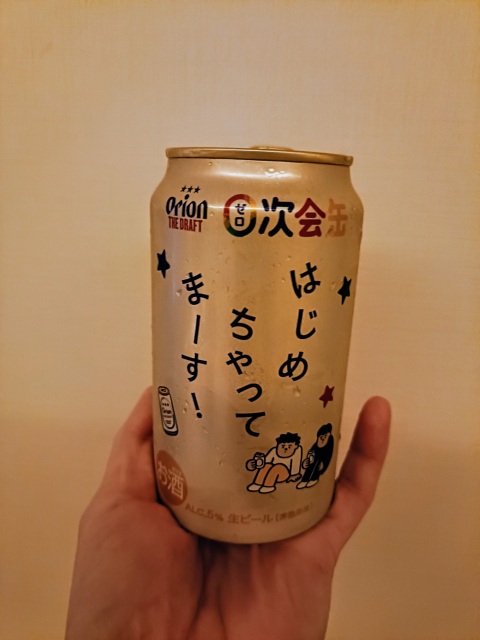 orion
THE DRAFT
0次会缶
ゼロ
はじめ
ちゃって
まーす!
お酒
ALC.5% 生ビール